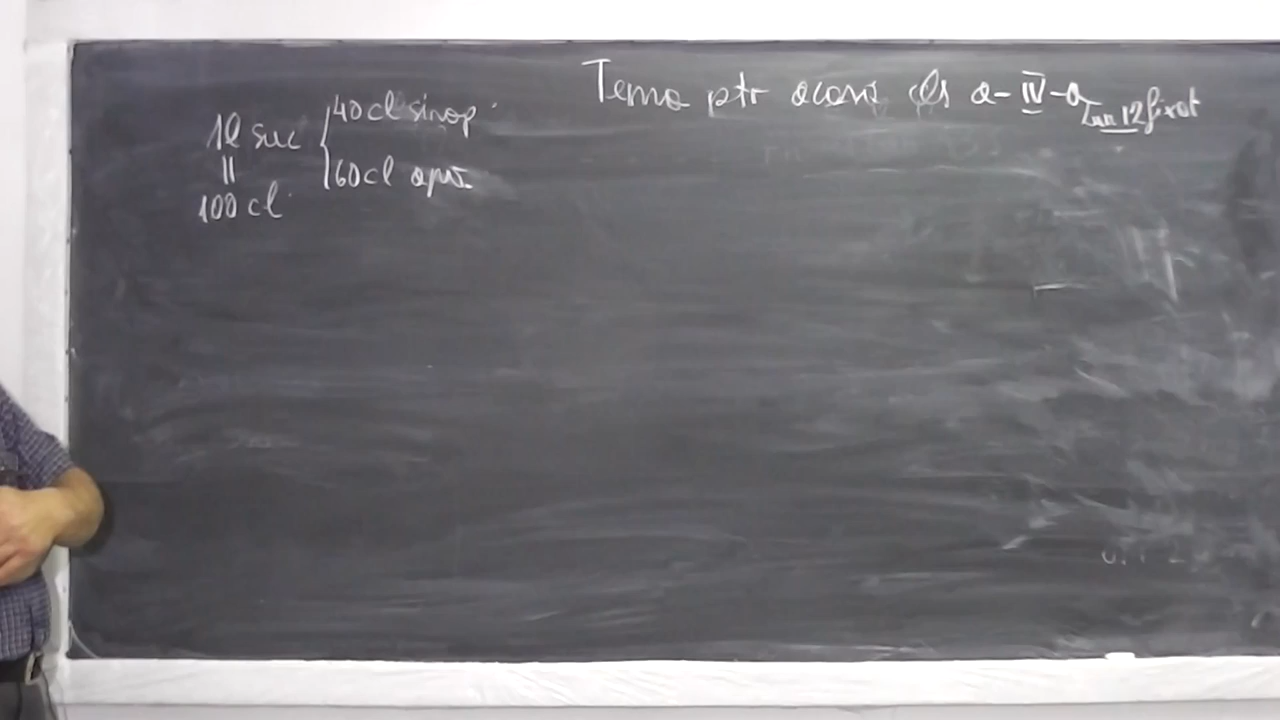 Tema ptr acasă cls a-IV-a
1l suc { 40 cl sirop
60 cl apă
||
100 cl